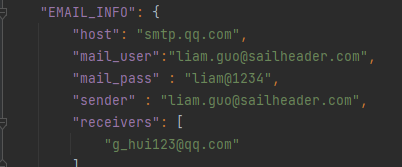 "EMAIL_INFO": {
"host": "smtp.qq.com",
"mail_user":"liam.guo@sailheader.com",
"mail_pass" : "liam@1234",
"sender" : "liam.guo@sailheader.com",
"receivers": [
"g_hui123@qq.com"
]